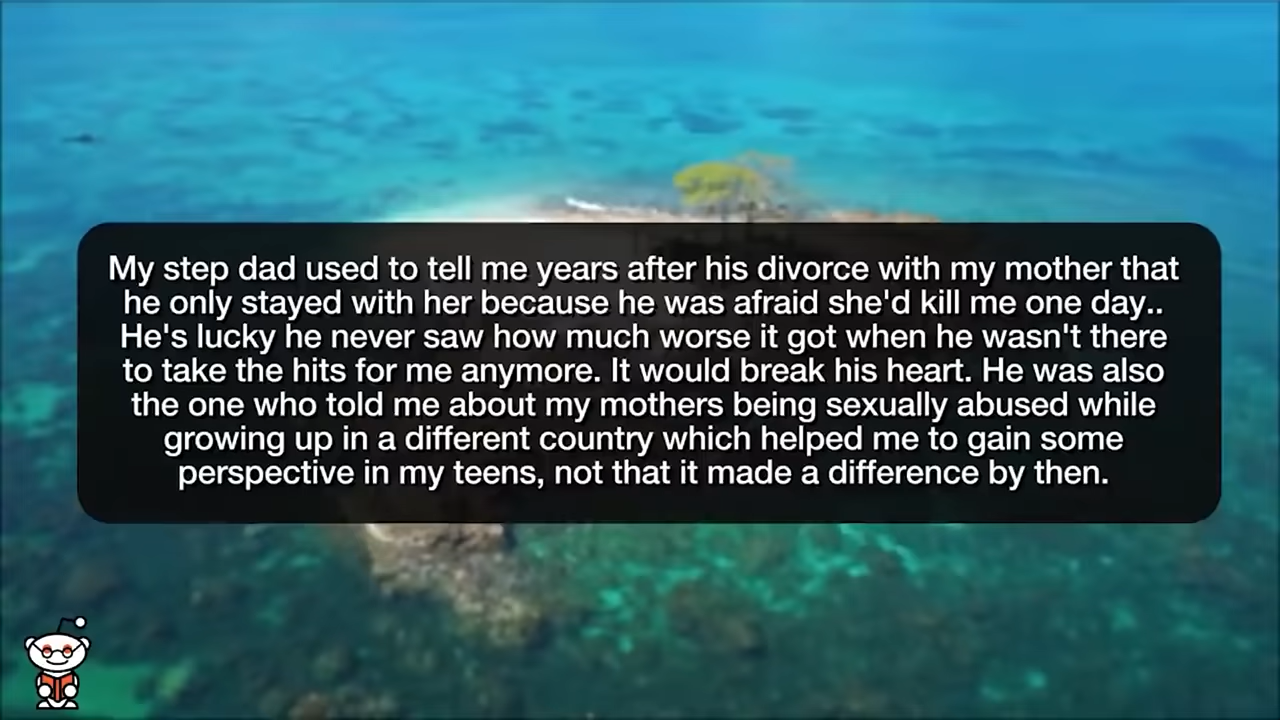 My step dad used to tell me years after his divorce with my mother that
he only stayed with her because he was afraid she'd kill me one day..
He's lucky he never saw how much worse it got when he wasn't there
to take the hits for me anymore. It would break his heart. He was also
the one who told me about my mothers being sexually abused while
growing up in a different country which helped me to gain some
perspective in my teens, not that it made a difference by then.